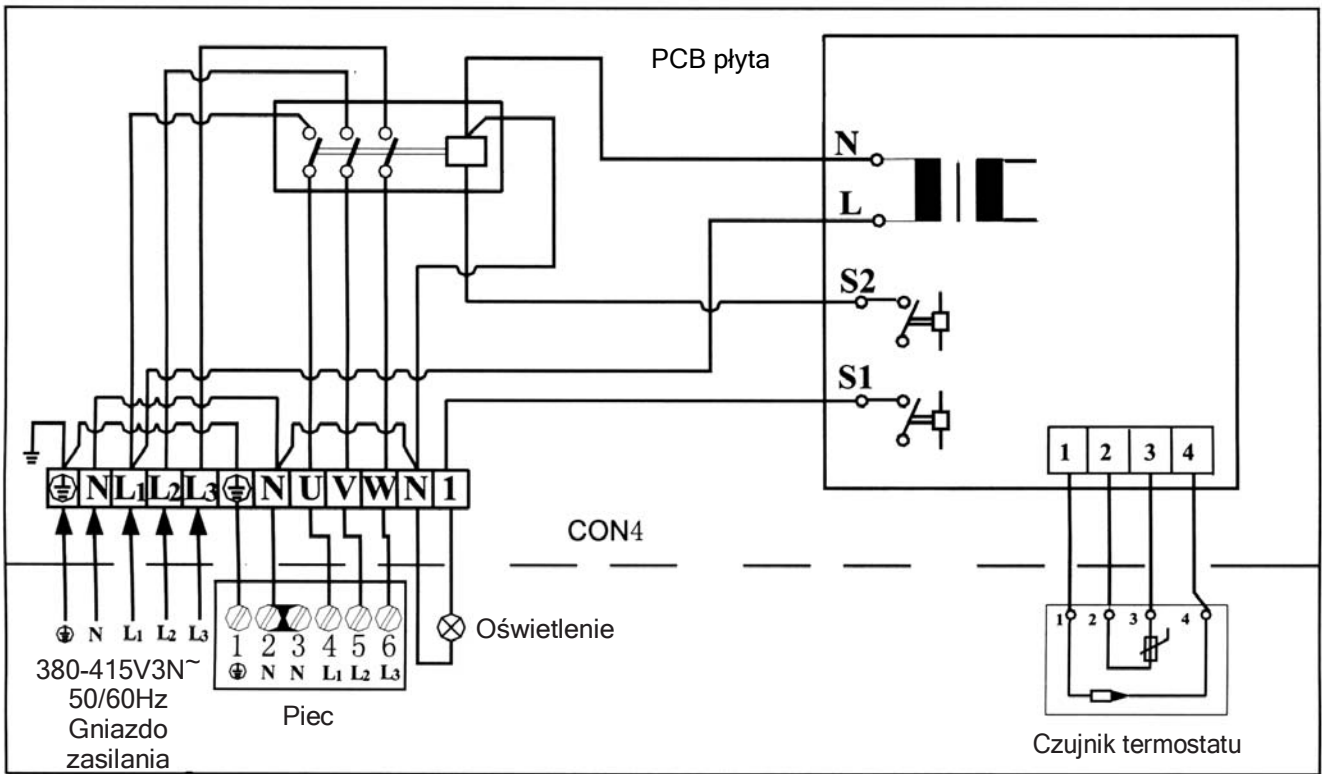 PCB płyta
N
L
S2
S1
1 2 3 4
⏚ N L1 L2 L3 ⏚ N U V W N 1
CON4
1 2 3 4
⏚ N L1 L2 L3
380-415V3N~
50/60Hz
Gniazdo
zasilania
1 2 3 4 5 6
⏚ N N L1 L2 L3
Piec
Oświetlenie
Czujnik termostatu